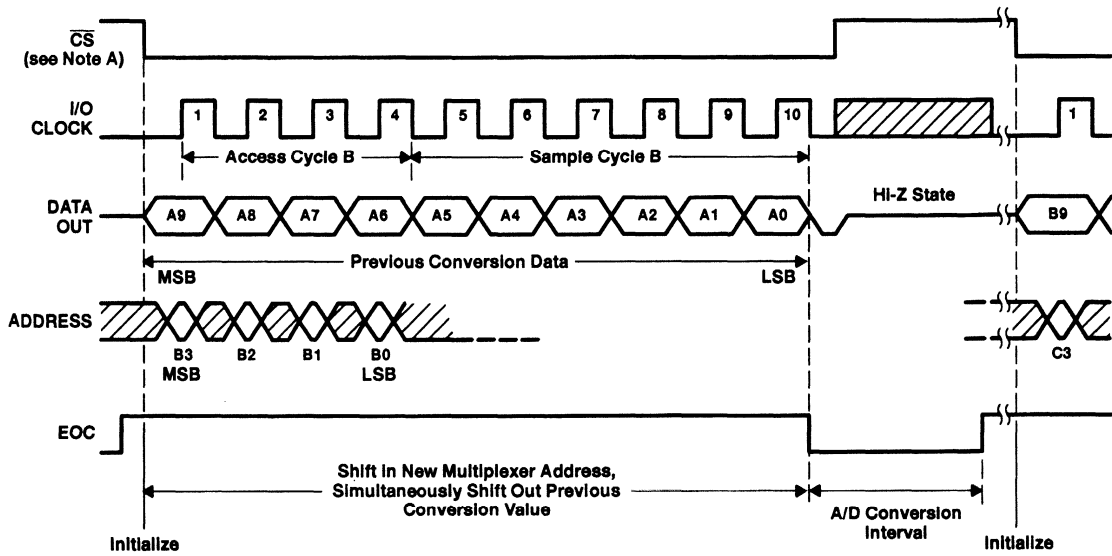 CS
(see Note A)
I/O
CLOCK
1 2 3 4 5 6 7 8 9 10 1
Access Cycle B
Sample Cycle B
DATA
OUT
A9 A8 A7 A6 A5 A4 A3 A2 A1 A0
Hi-Z State
B9
Previous Conversion Data
MSB
LSB
ADDRESS
B3 B2 B1 B0
MSB
LSB
C3
EOC
Shift in New Multiplexer Address,
Simultaneously Shift Out Previous
Conversion Value
A/D Conversion
Interval
Initialize
Initialize